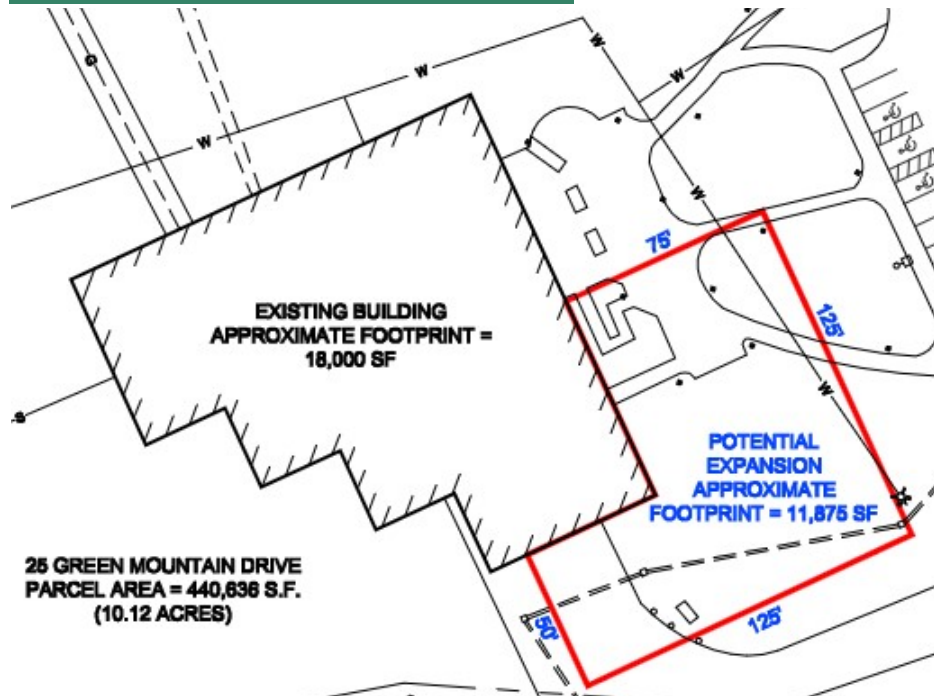 G
W
W
W
W
W
S
75'
125'
EXISTING BUILDING
APPROXIMATE FOOTPRINT =
18,000 SF
POTENTIAL
EXPANSION
APPROXIMATE
FOOTPRINT = 11,875 SF
25 GREEN MOUNTAIN DRIVE
PARCEL AREA = 440,636 S.F.
(10.12 ACRES)
50'
125'